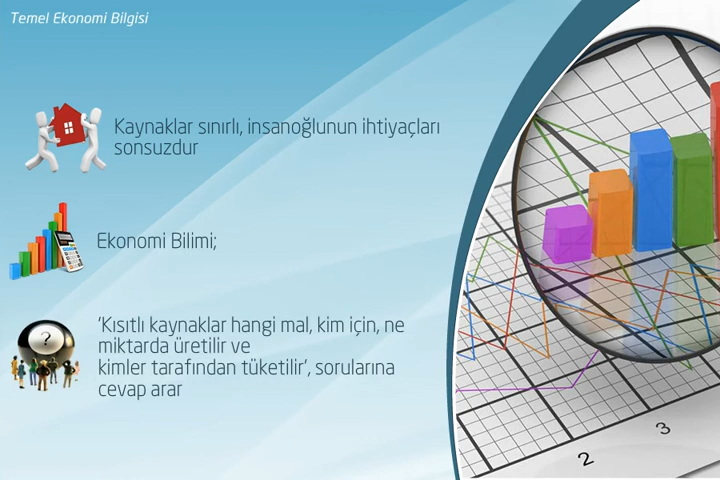 Temel Ekonomi Bilgisi
Kaynaklar sınırlı, insanoğlunun ihtiyaçları
sonsuzdur
Ekonomi Bilimi;
?
'Kısıtlı kaynaklar hangi mal, kim için, ne
miktarda üretilir ve
kimler tarafından tüketilir', sorularına
cevap arar
2
3